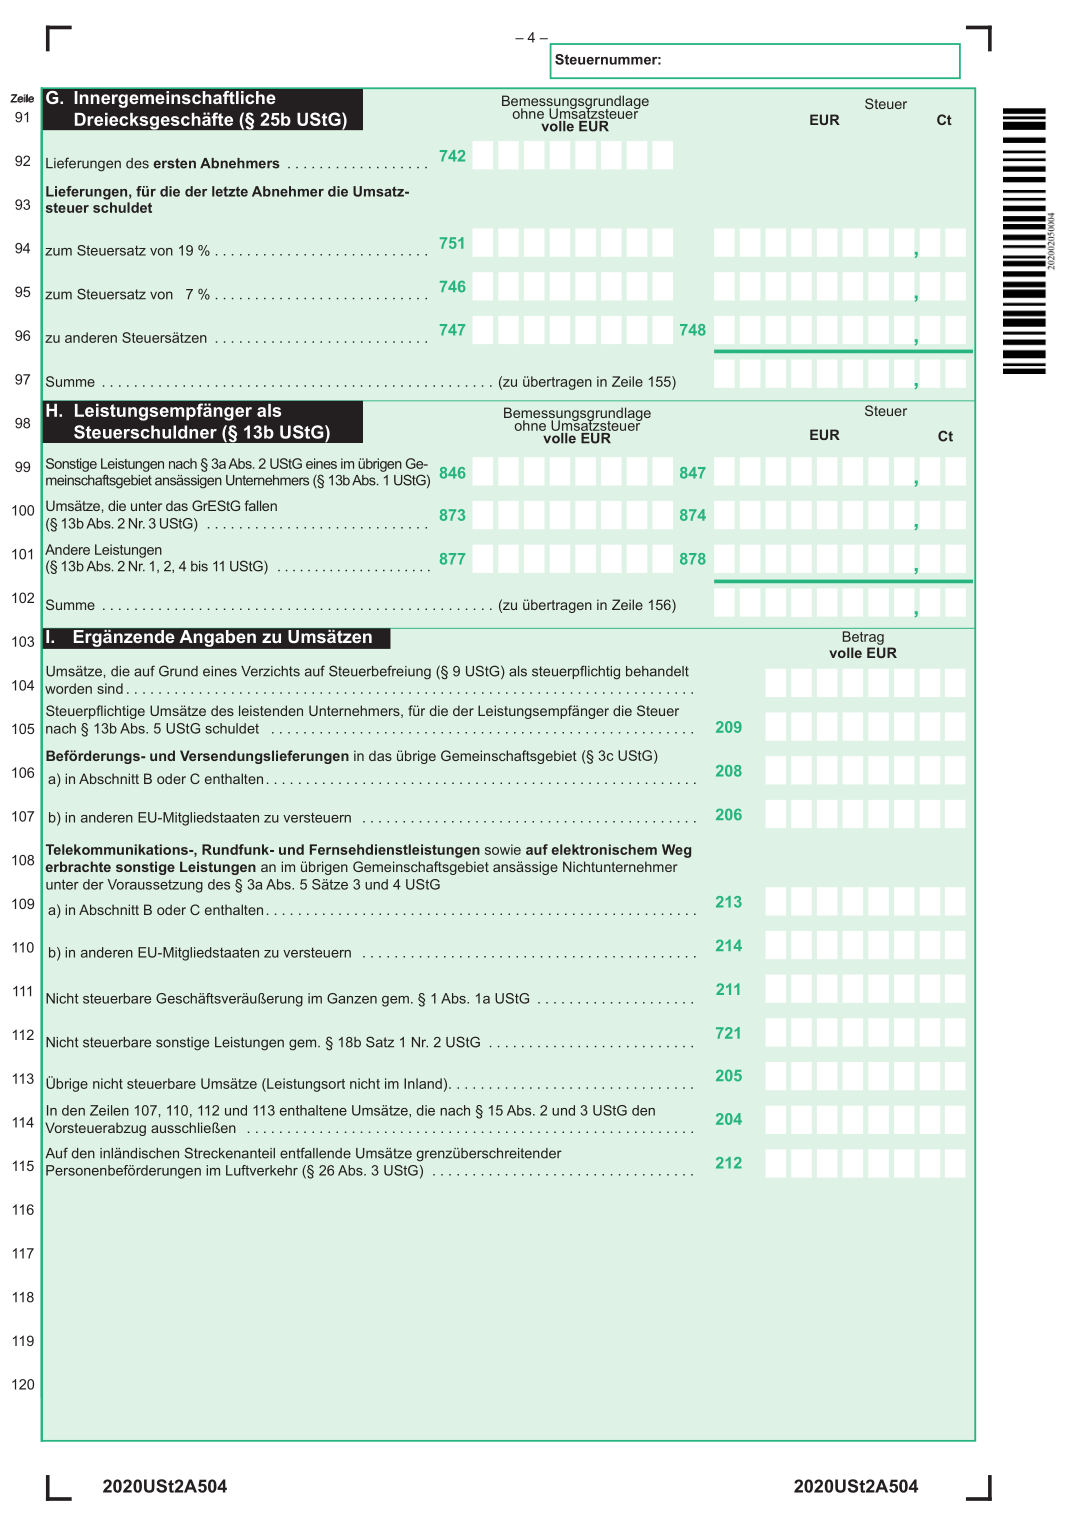 – 4 –
Steuernummer:
Zeile
91 G. Innergemeinschaftliche
Dreiecksgeschäfte (§ 25b UStG)
Bemessungsgrundlage
ohne Umsatzsteuer
volle EUR
Steuer
EUR Ct
92 Lieferungen des ersten Abnehmers . . . . . . . . . . . . . . . . . . 742
93 Lieferungen, für die der letzte Abnehmer die Umsatz-
steuer schuldet
94 zum Steuersatz von 19 % . . . . . . . . . . . . . . . . . . . . . . . . . . . 751 ,
95 zum Steuersatz von 7 % . . . . . . . . . . . . . . . . . . . . . . . . . . . 746 ,
96 zu anderen Steuersätzen . . . . . . . . . . . . . . . . . . . . . . . . . . . 747 748 ,
97 Summe . . . . . . . . . . . . . . . . . . . . . . . . . . . . . . . . . . . . . . . . . . . . . . . . . (zu übertragen in Zeile 155) ,
98 H. Leistungsempfänger als
Steuerschuldner (§ 13b UStG)
Bemessungsgrundlage
ohne Umsatzsteuer
volle EUR
Steuer
EUR Ct
99 Sonstige Leistungen nach § 3a Abs. 2 UStG eines im übrigen Ge-
meinschaftsgebiet ansässigen Unternehmers (§ 13b Abs. 1 UStG) 846 847 ,
100 Umsätze, die unter das GrEStG fallen
(§ 13b Abs. 2 Nr. 3 UStG) . . . . . . . . . . . . . . . . . . . . . . . . . . . . 873 874 ,
101 Andere Leistungen
(§ 13b Abs. 2 Nr. 1, 2, 4 bis 11 UStG) . . . . . . . . . . . . . . . . . . . . 877 878 ,
102 Summe . . . . . . . . . . . . . . . . . . . . . . . . . . . . . . . . . . . . . . . . . . . . . . . . . (zu übertragen in Zeile 156) ,
103 I. Ergänzende Angaben zu Umsätzen
Betrag
volle EUR
104 Umsätze, die auf Grund eines Verzichts auf Steuerbefreiung (§ 9 UStG) als steuerpflichtig behandelt
worden sind . . . . . . . . . . . . . . . . . . . . . . . . . . . . . . . . . . . . . . . . . . . . . . . . . . . . . . . . . . . . . . . . . . . . . . .
105 Steuerpflichtige Umsätze des leistenden Unternehmers, für die der Leistungsempfänger die Steuer
nach § 13b Abs. 5 UStG schuldet . . . . . . . . . . . . . . . . . . . . . . . . . . . . . . . . . . . . . . . . . . . . . . . . . . . . . 209
Beförderungs- und Versendungslieferungen in das übrige Gemeinschaftsgebiet (§ 3c UStG)
106 a) in Abschnitt B oder C enthalten . . . . . . . . . . . . . . . . . . . . . . . . . . . . . . . . . . . . . . . . . . . . . . . . . . . . . . 208
107 b) in anderen EU-Mitgliedstaaten zu versteuern . . . . . . . . . . . . . . . . . . . . . . . . . . . . . . . . . . . . . . . . . . 206
108 Telekommunikations-, Rundfunk- und Fernsehdienstleistungen sowie auf elektronischem Weg
erbrachte sonstige Leistungen an im übrigen Gemeinschaftsgebiet ansässige Nichtunternehmer
unter der Voraussetzung des § 3a Abs. 5 Sätze 3 und 4 UStG
109 a) in Abschnitt B oder C enthalten . . . . . . . . . . . . . . . . . . . . . . . . . . . . . . . . . . . . . . . . . . . . . . . . . . . . . . 213
110 b) in anderen EU-Mitgliedstaaten zu versteuern . . . . . . . . . . . . . . . . . . . . . . . . . . . . . . . . . . . . . . . . . . 214
111 Nicht steuerbare Geschäftsveräußerung im Ganzen gem. § 1 Abs. 1a UStG . . . . . . . . . . . . . . . . . . . . 211
112 Nicht steuerbare sonstige Leistungen gem. § 18b Satz 1 Nr. 2 UStG . . . . . . . . . . . . . . . . . . . . . . . . . . 721
113 Übrige nicht steuerbare Umsätze (Leistungsort nicht im Inland) . . . . . . . . . . . . . . . . . . . . . . . . . . . . . . . 205
114 In den Zeilen 107, 110, 112 und 113 enthaltene Umsätze, die nach § 15 Abs. 2 und 3 UStG den
Vorsteuerabzug ausschließen . . . . . . . . . . . . . . . . . . . . . . . . . . . . . . . . . . . . . . . . . . . . . . . . . . . . . . . . 204
115 Auf den inländischen Streckenanteil entfallende Umsätze grenzüberschreitender
Personenbeförderungen im Luftverkehr (§ 26 Abs. 3 UStG) . . . . . . . . . . . . . . . . . . . . . . . . . . . . . . . . . 212
116
117
118
119
120
202002050004
2020USt2A504 2020USt2A504